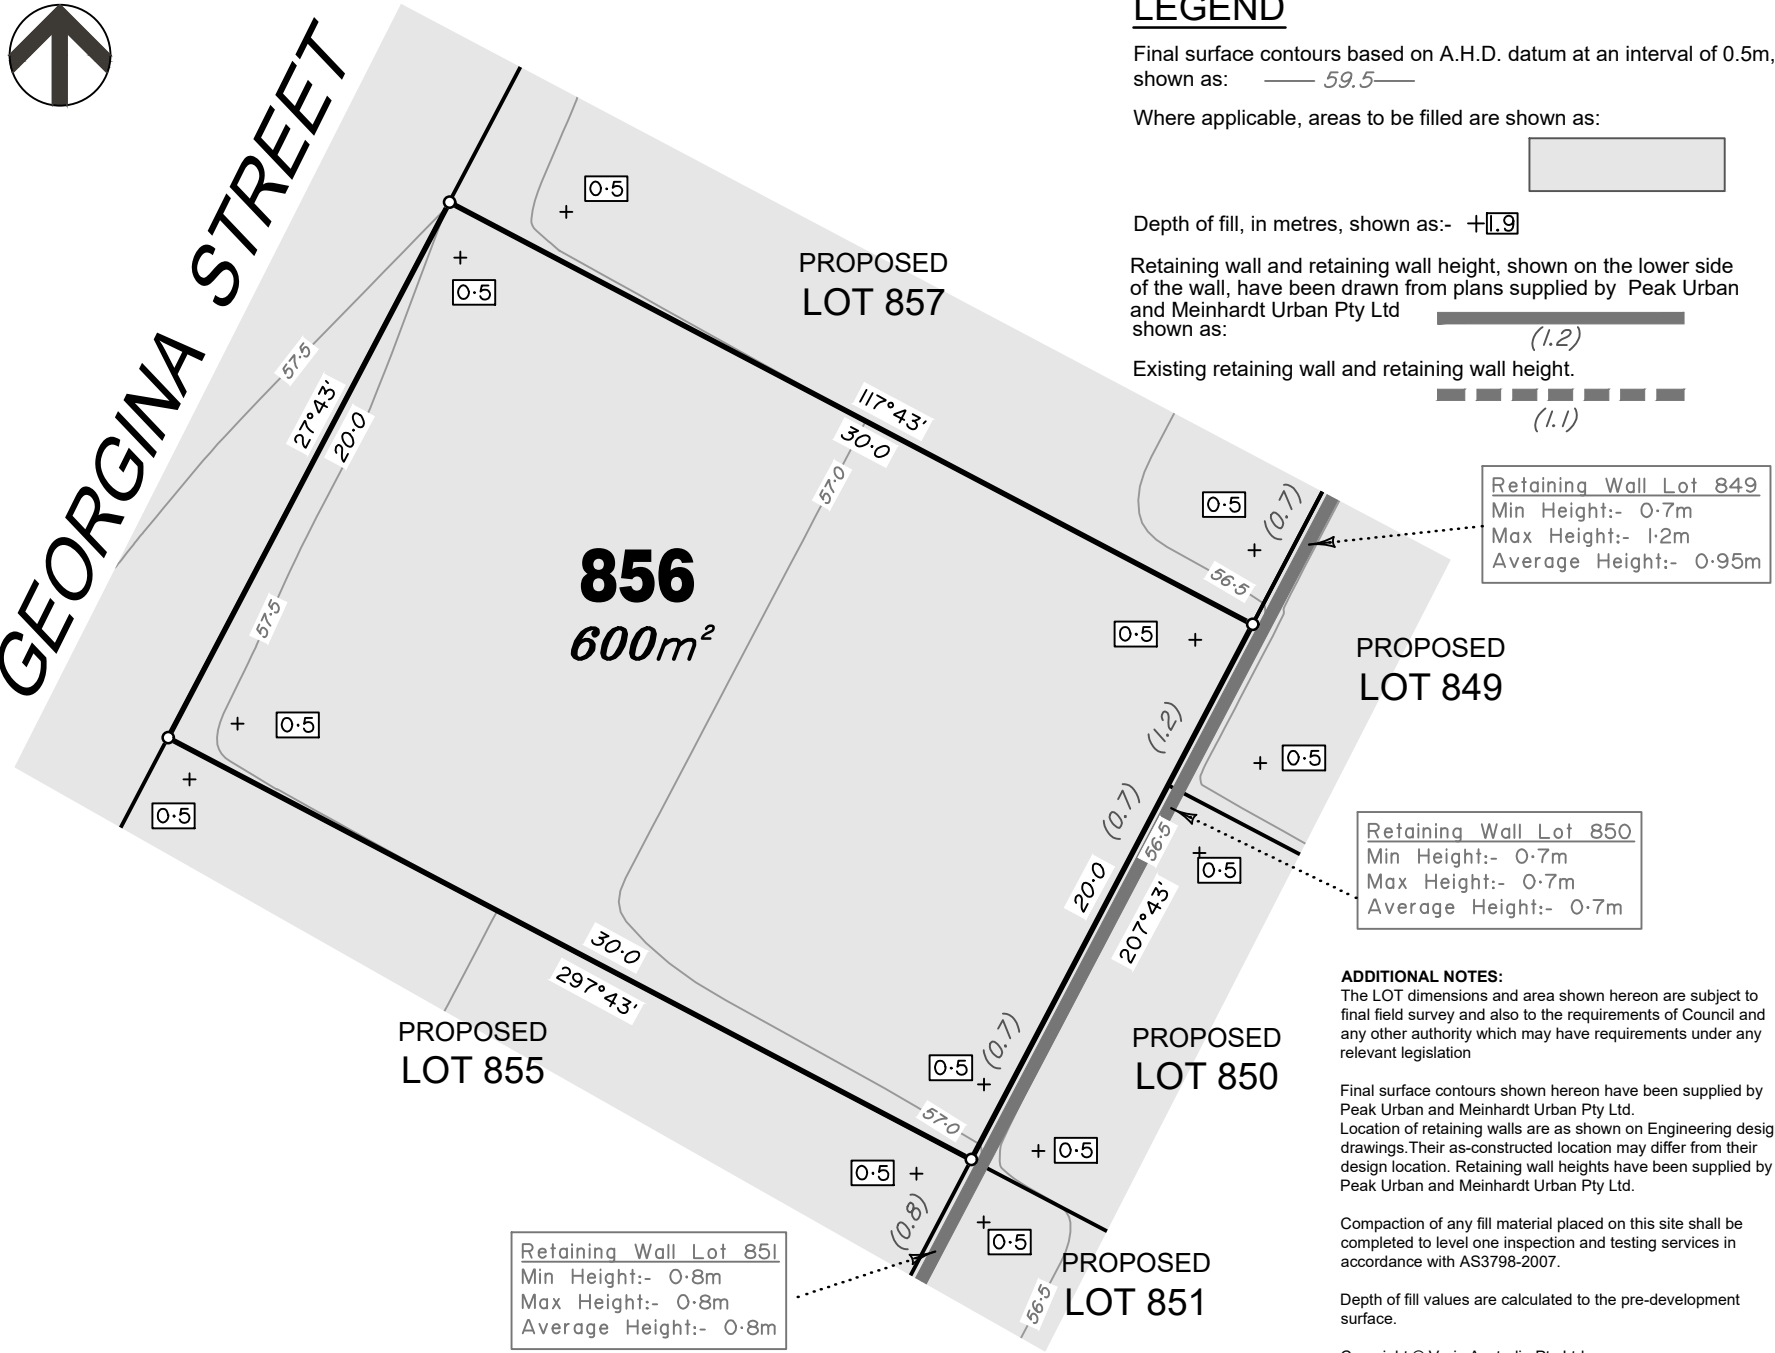 LEGEND
Final surface contours based on A.H.D. datum at an interval of 0.5m,
shown as: 59.5
Where applicable, areas to be filled are shown as:
Depth of fill, in metres, shown as:- +1.9
Retaining wall and retaining wall height, shown on the lower side
of the wall, have been drawn from plans supplied by Peak Urban
and Meinhardt Urban Pty Ltd
shown as:
(1.2)
Existing retaining wall and retaining wall height.
(1.1)
GEORGINA STREET
0·5
0·5
PROPOSED
LOT 857
57·5
27°43'
20·0
117°43'
30·0
57·0
0·5
(0.7)
Retaining Wall Lot 849
Min Height:- 0·7m
Max Height:- 1·2m
Average Height:- 0·95m
856
600m²
57·5
56·5
0·5
PROPOSED
LOT 849
0·5
(1.2)
0·5
0·5
(0.7)
56·5
0·5
Retaining Wall Lot 850
Min Height:- 0·7m
Max Height:- 0·7m
Average Height:- 0·7m
20·0
207°43'
30·0
297°43'
PROPOSED
LOT 855
0·5
(0.7)
57·0
PROPOSED
LOT 850
0·5
0·5
(0.8)
0·5
PROPOSED
LOT 851
56·5
Retaining Wall Lot 851
Min Height:- 0·8m
Max Height:- 0·8m
Average Height:- 0·8m
ADDITIONAL NOTES:
The LOT dimensions and area shown hereon are subject to
final field survey and also to the requirements of Council and
any other authority which may have requirements under any
relevant legislation
Final surface contours shown hereon have been supplied by
Peak Urban and Meinhardt Urban Pty Ltd.
Location of retaining walls are as shown on Engineering desig
drawings.Their as-constructed location may differ from their
design location. Retaining wall heights have been supplied by
Peak Urban and Meinhardt Urban Pty Ltd.
Compaction of any fill material placed on this site shall be
completed to level one inspection and testing services in
accordance with AS3798-2007.
Depth of fill values are calculated to the pre-development
surface.